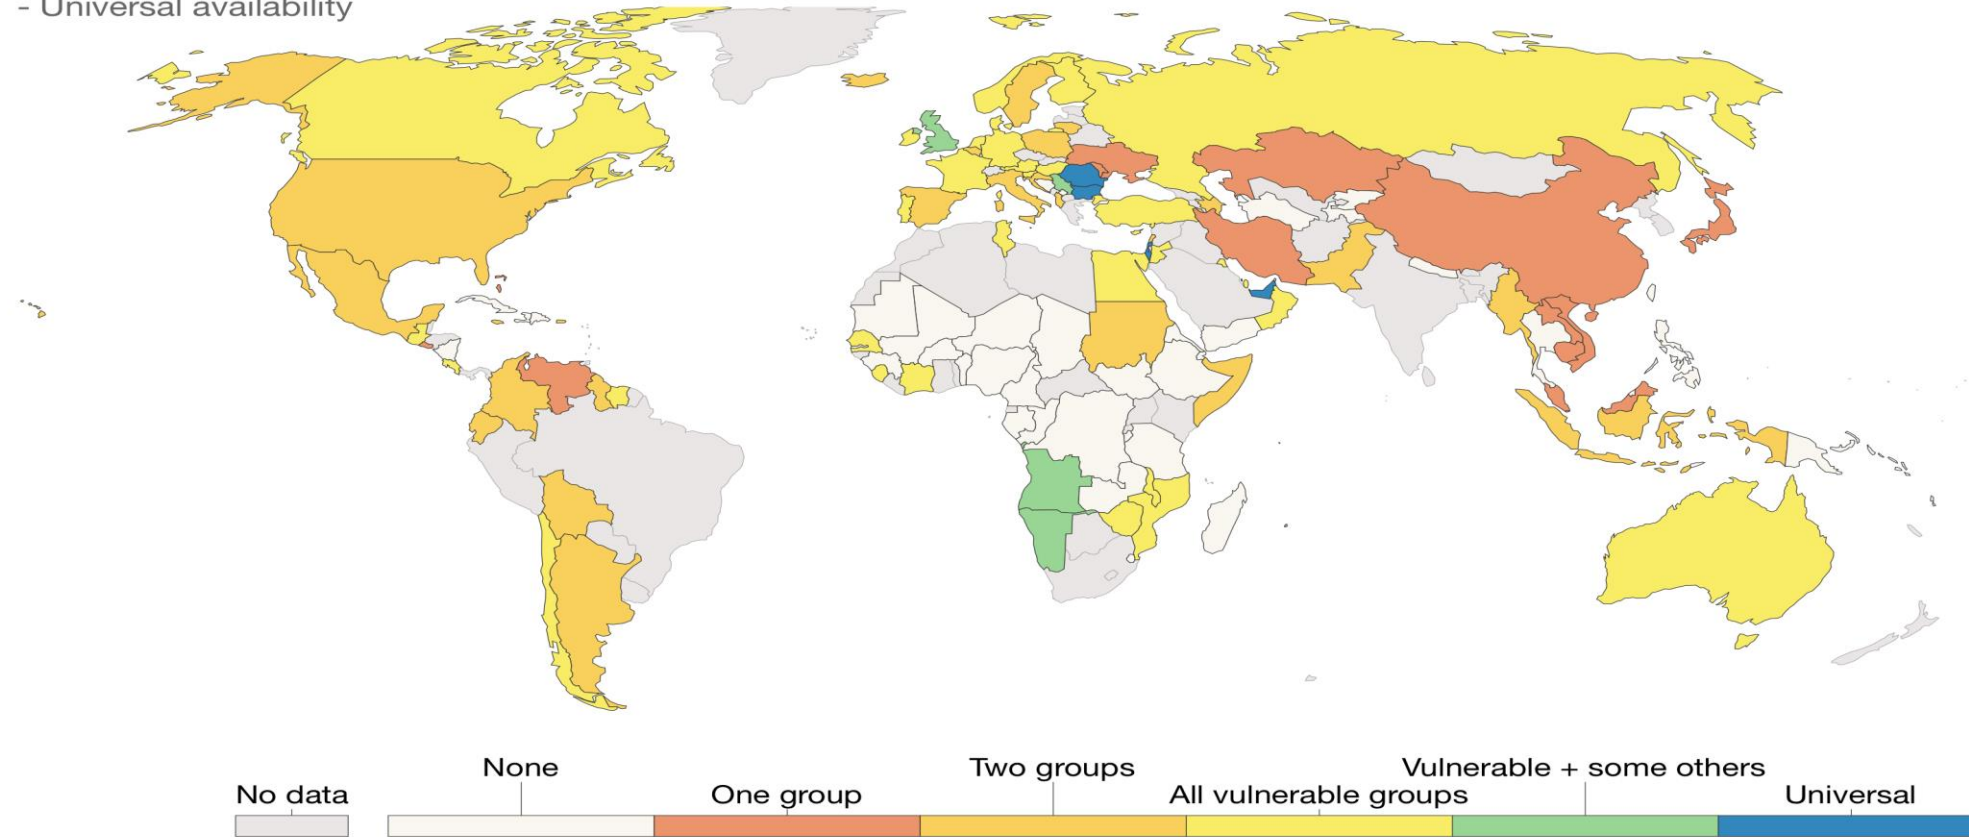 - Universal availability
None
Two groups
Vulnerable + some others
No data
One group
All vulnerable groups
Universal